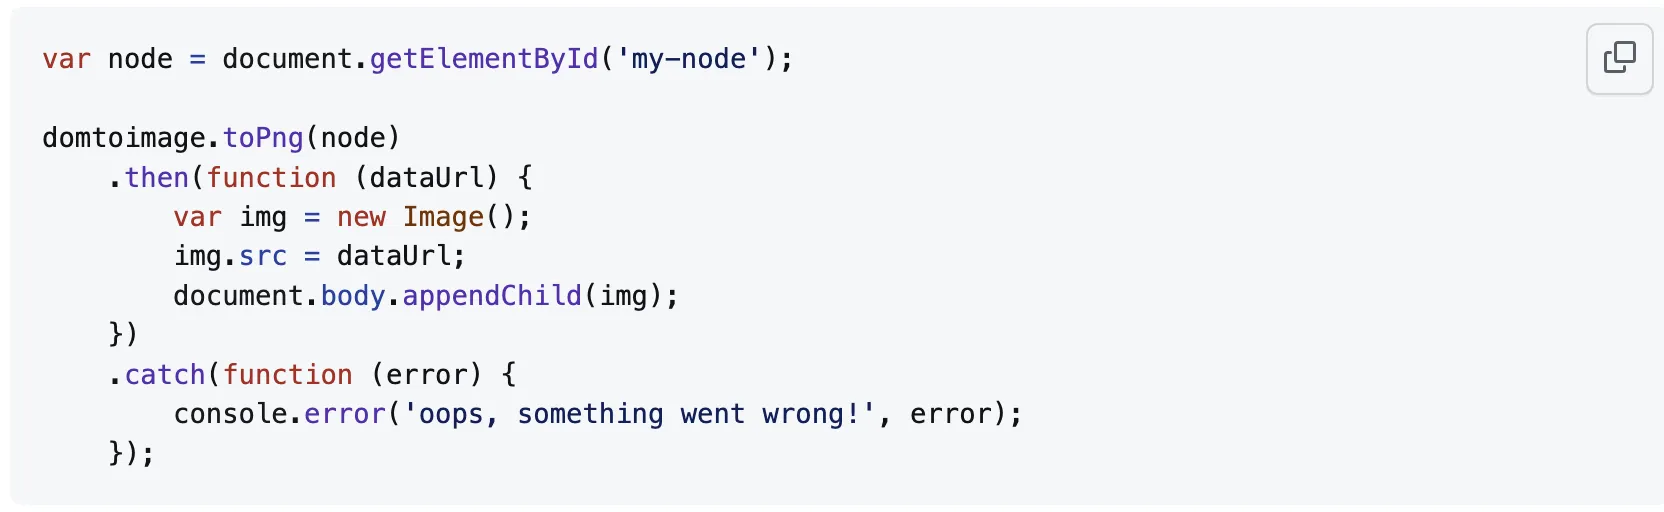 var node = document.getElementById('my-node');
domtoimage.toPng(node)
    .then(function (dataUrl) {
        var img = new Image();
        img.src = dataUrl;
        document.body.appendChild(img);
    })
    .catch(function (error) {
        console.error('oops, something went wrong!', error);
    });